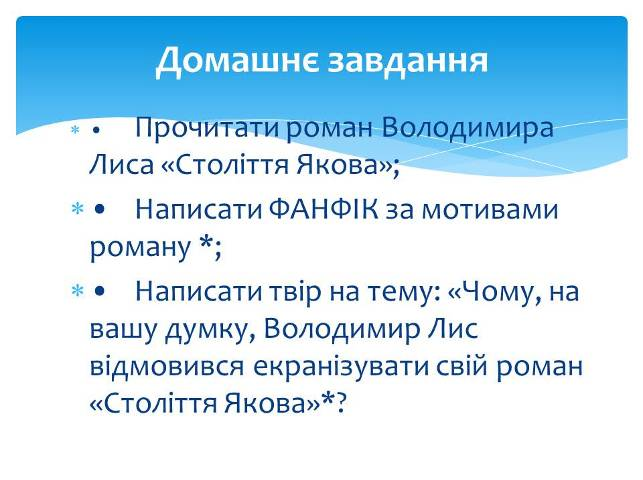 Домашнє завдання
• Прочитати роман Володимира
Лиса «Століття Якова»;
• Написати ФАНФІК за мотивами
роману *;
• Написати твір на тему: «Чому, на
вашу думку, Володимир Лис
відмовився екранізувати свій роман
«Століття Якова»*?